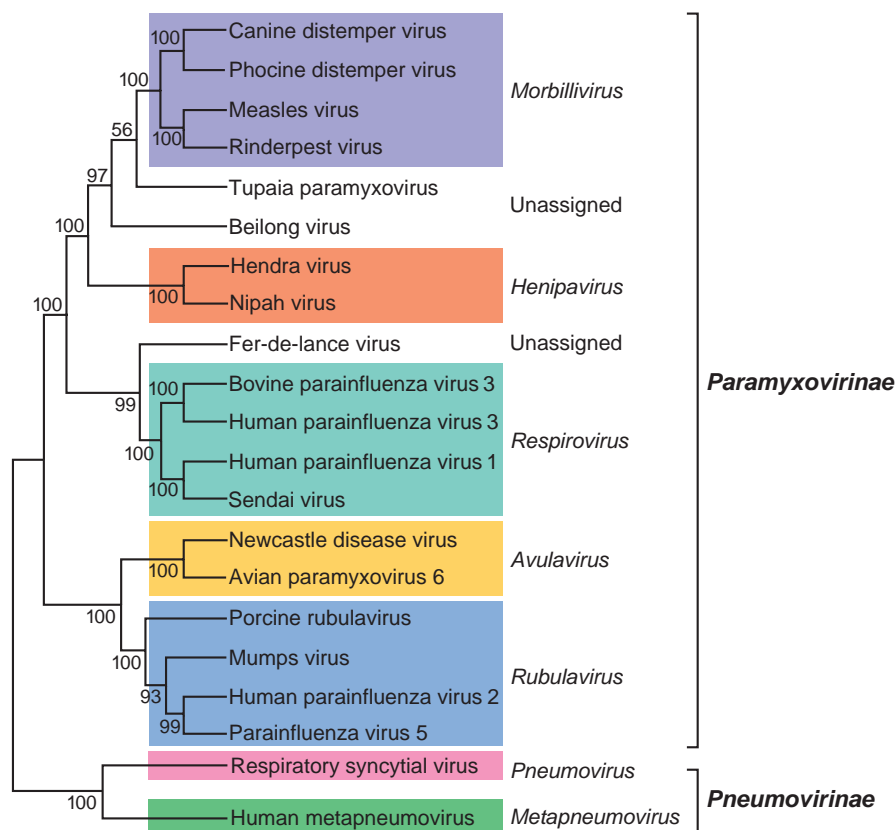 100
Canine distemper virus
100
Phocine distemper virus
Morbillivirus
Measles virus
56
100
Rinderpest virus
97
Tupaia paramyxovirus
Unassigned
Beilong virus
100
Hendra virus
Henipavirus
100
Nipah virus
100
Fer-de-lance virus
Unassigned
Paramyxovirinae
Bovine parainfluenza virus 3
100
99
Human parainfluenza virus 3
Respirovirus
100
Human parainfluenza virus 1
100
Sendai virus
Newcastle disease virus
Avulavirus
100
Avian paramyxovirus 6
100
Porcine rubulavirus
100
Mumps virus
Rubulavirus
93
Human parainfluenza virus 2
99
Parainfluenza virus 5
Respiratory syncytial virus
Pneumovirus
100
Pneumovirinae
Human metapneumovirus
Metapneumovirus